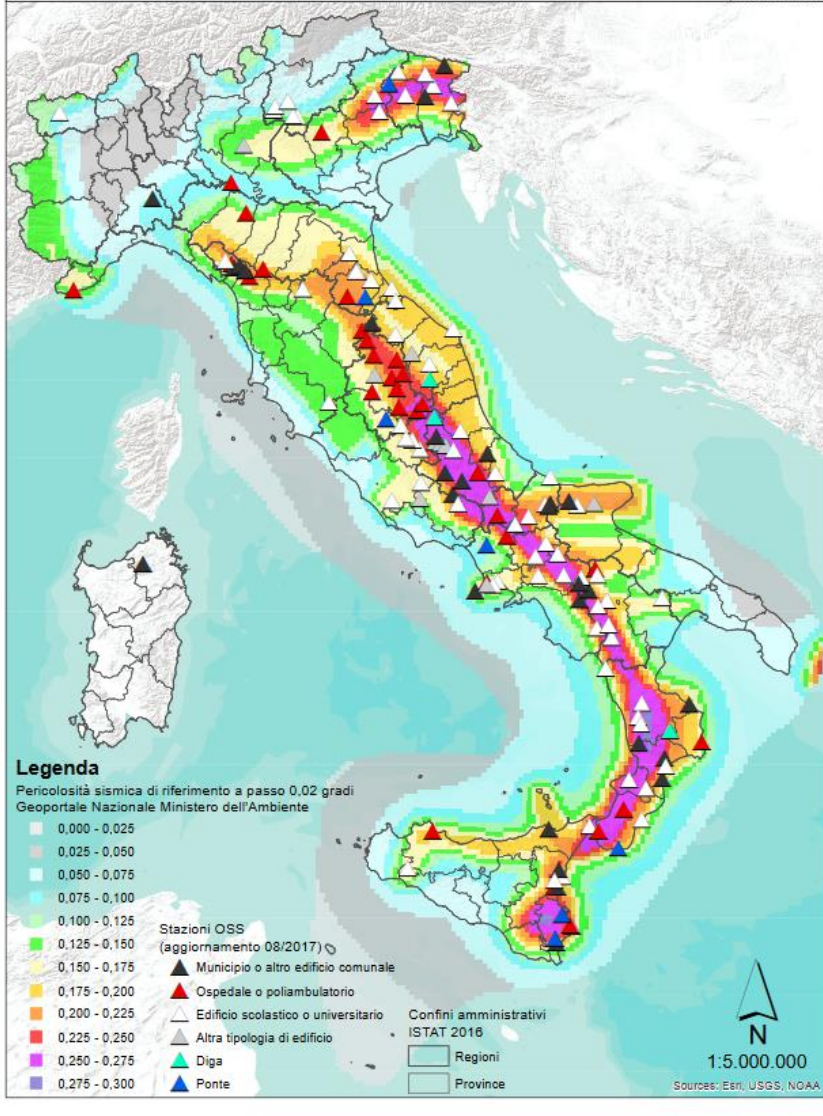 Legenda
Pericolosità sismica di riferimento a passo 0,02 gradi
Geoportale Nazionale Ministero dell'Ambiente
0,000 - 0,025
0,025 - 0,050
0,050 - 0,075
0,075 - 0,100
0,100 - 0,125
0,125 - 0,150
0,150 - 0,175
0,175 - 0,200
0,200 - 0,225
0,225 - 0,250
0,250 - 0,275
0,275 - 0,300
Stazioni OSS
(aggiornamento 08/2017)
Municipio o altro edificio comunale
Ospedale o poliambulatorio
Edificio scolastico o universitario
Altra tipologia di edificio
Diga
Ponte
Confini amministrativi
ISTAT 2016
Regioni
Province
N
1:5.000.000
Sources: Esri, USGS, NOAA